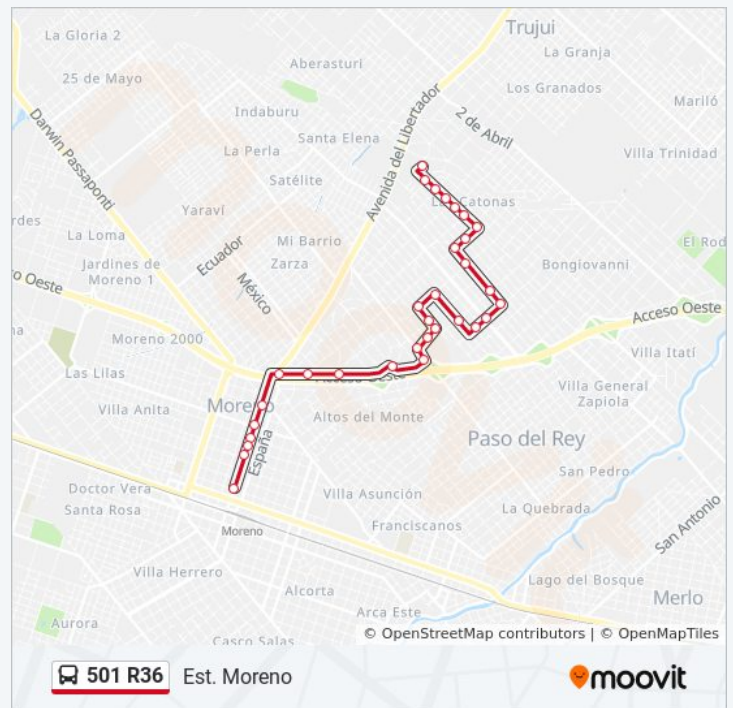 La Gloria 2
Trujui
Aberasturi
La Granja
25 de Mayo
Los Granados
Mariló
Indaburu
Avenida del Libertador
2 de Abril
Darwin Passaponti
Santa Elena
La Perla
Villa Trinidad
Satélite
Las Catonas
Yaraví
La Loma
Mi Barrio
Ecuador
Zarza
Jardines de
Moreno 1
Bongiovanni
México
Acceso Oeste
Moreno 2000
Villa Itatí
Las Lilas
Acceso Oeste
Villa General
Zapiola
Moreno
Villa Anita
Altos del Monte
España
Paso del Rey
San Pedro
Doctor Vera
Santa Rosa
Villa Asunción
La Quebrada
San Antonio
Moreno
Franciscanos
Villa Herrero
Alcorta
Lago del Bosque
Merlo
Aurora
Arca Este
Casco Salas
© OpenStreetMap contributors | © OpenMapTiles
501 R36 Est. Moreno
moovit